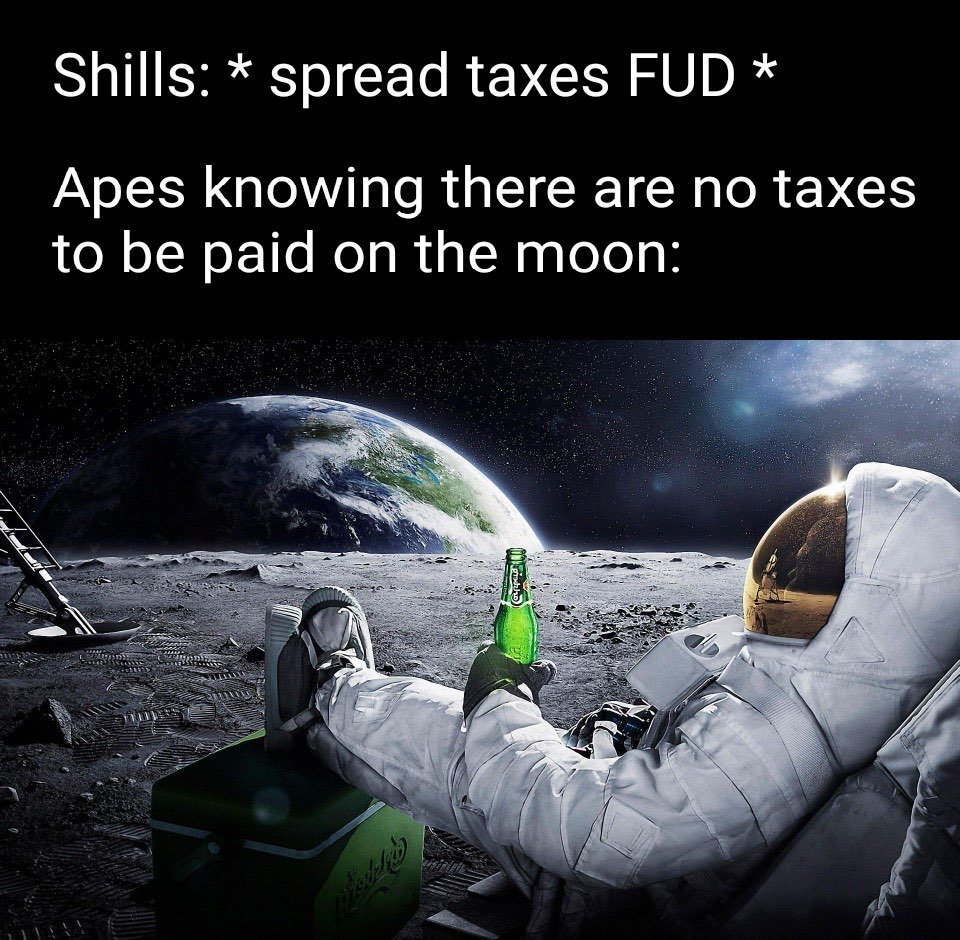 Shills: * spread taxes FUD *
Apes knowing there are no taxes
to be paid on the moon: